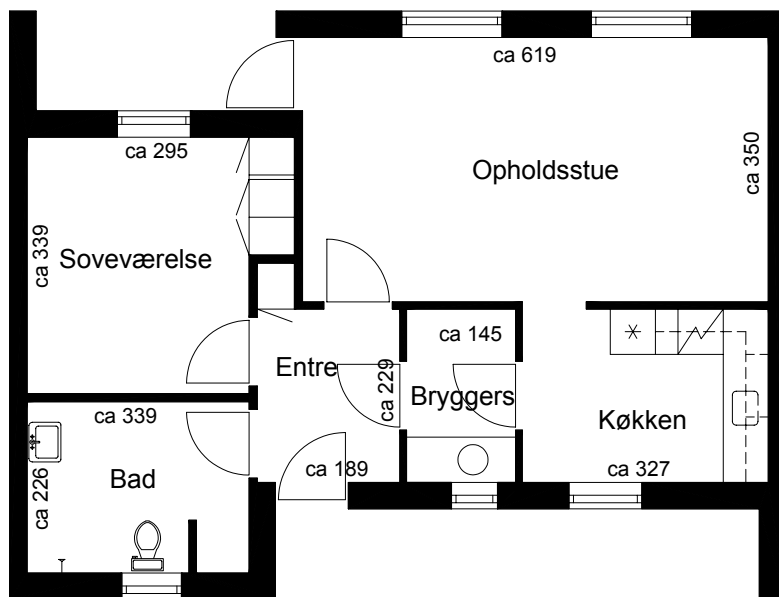 ca 619
ca 295
Opholdsstue
ca 350
ca 339
Soveværelse
ca 145
Entre
ca 229
Bryggers
ca 339
Køkken
Bad
ca 226
ca 189
ca 327